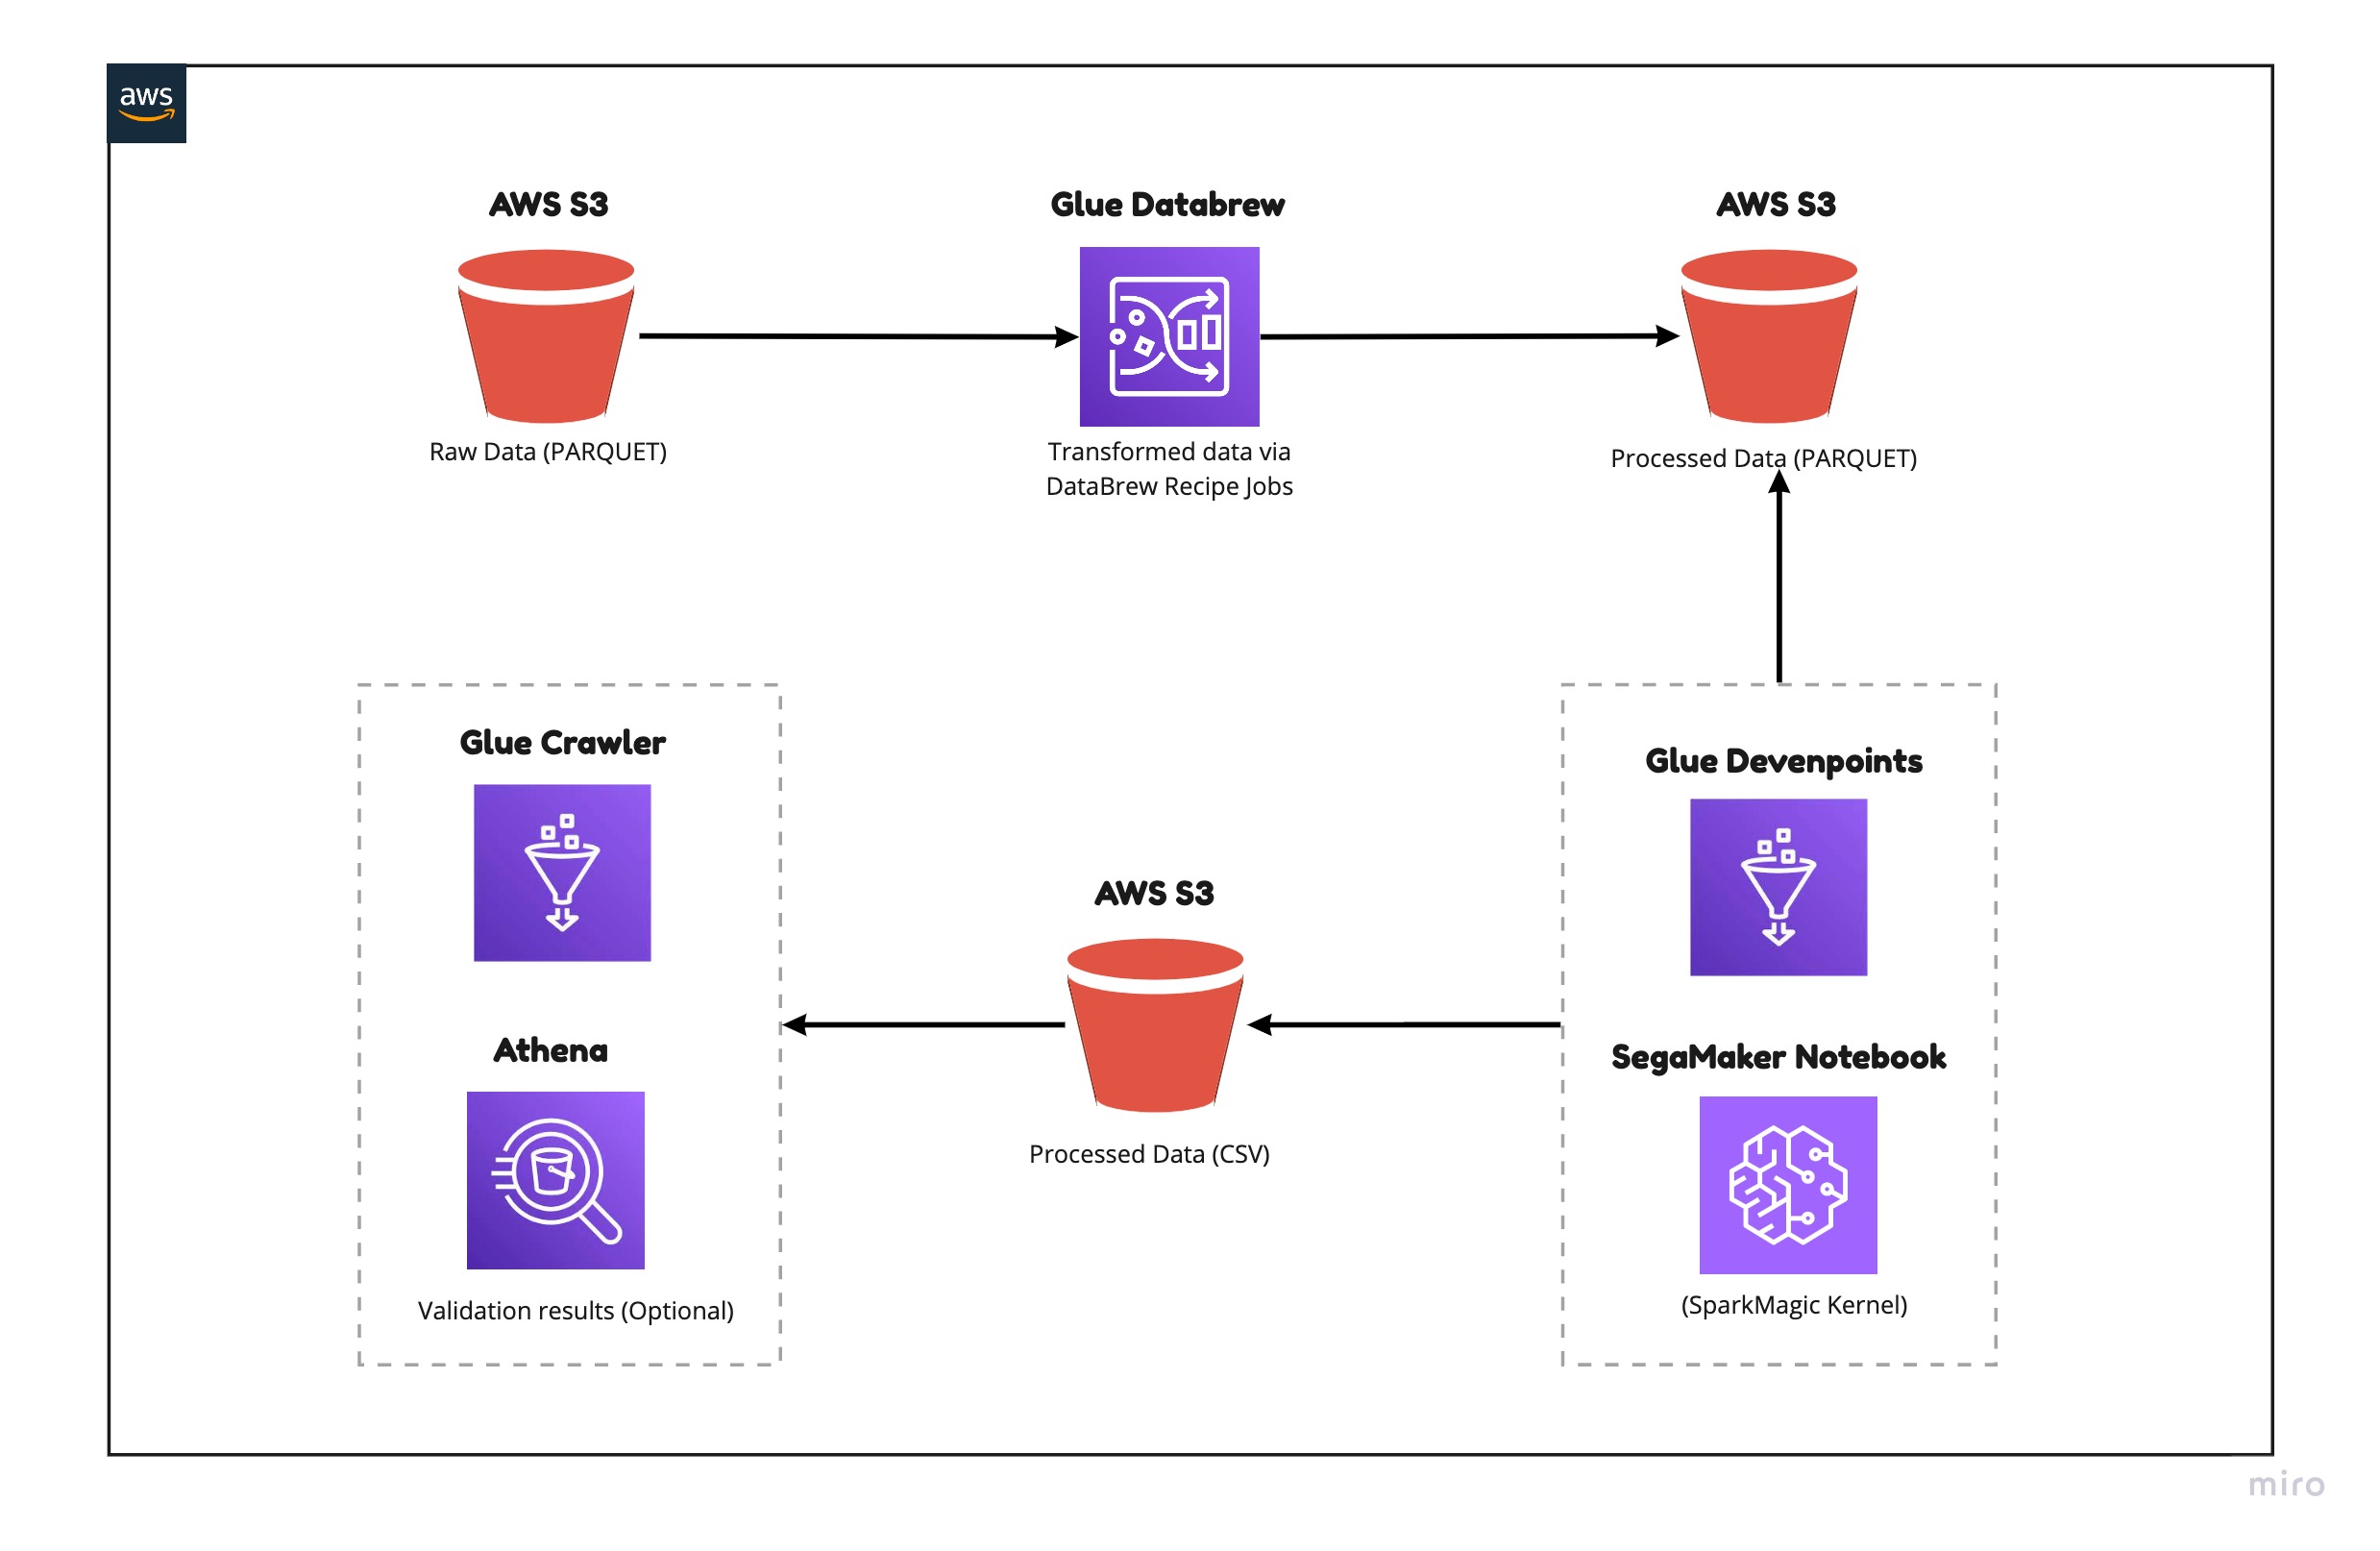 aws
AWS S3
Glue Databrew
AWS S3
Raw Data (PARQUET)
Transformed data via
DataBrew Recipe Jobs
Processed Data (PARQUET)
Glue Crawler
Glue Devenpoints
AWS S3
Athena
SegaMaker Notebook
Processed Data (CSV)
Validation results (Optional)
(SparkMagic Kernel)
miro